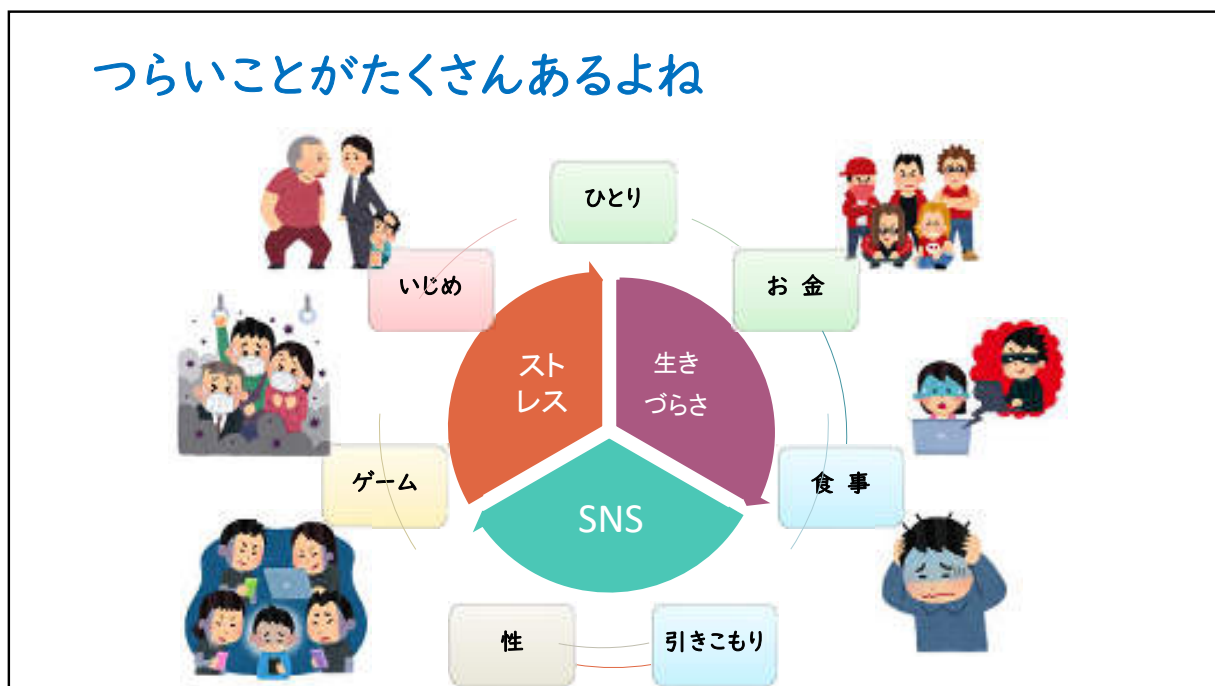 つらいことがたくさんあるよね
ひとり
いじめ
お 金
スト
レス
生き
づらさ
ゲーム
食 事
SNS
性
引きこもり